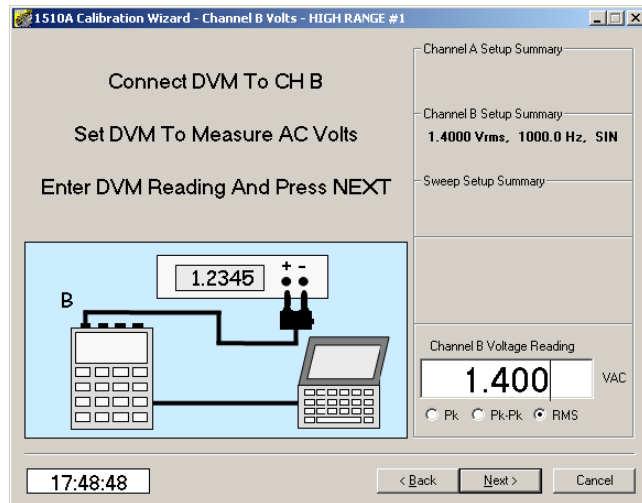 1510A Calibration Wizard - Channel B Volts - HIGH RANGE #1
Connect DVM To CH B
Set DVM To Measure AC Volts
Enter DVM Reading And Press NEXT
Channel A Setup Summary
Channel B Setup Summary
1.4000 Vrms, 1000.0 Hz, SIN
Sweep Setup Summary
1.2345
+ -
B
Channel B Voltage Reading
1.400 VAC
Pk Pk-Pk RMS
17:48:48
< Back Next > Cancel